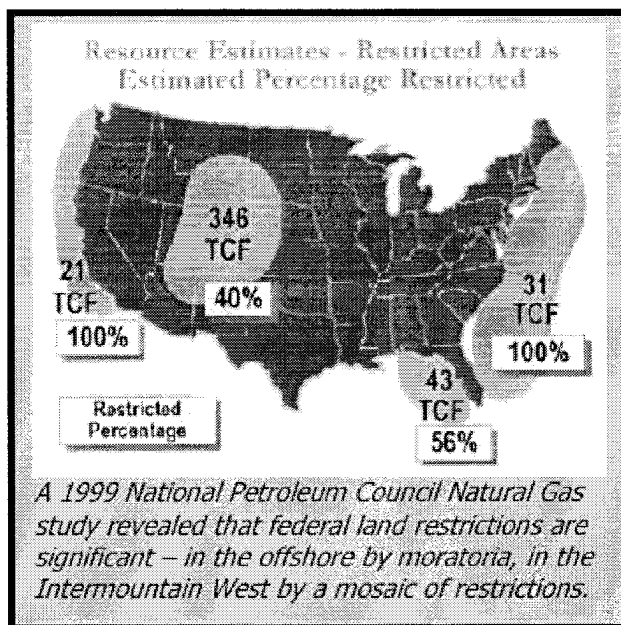 Resource Estimates - Restricted Areas
Estimated Percentage Restricted
346
TCF
40%
21
TCF
100%
31
TCF
100%
43
TCF
56%
Restricted
Percentage
A 1999 National Petroleum Council Natural Gas
study revealed that federal land restrictions are
significant – in the offshore by moratoria, in the
Intermountain West by a mosaic of restrictions.